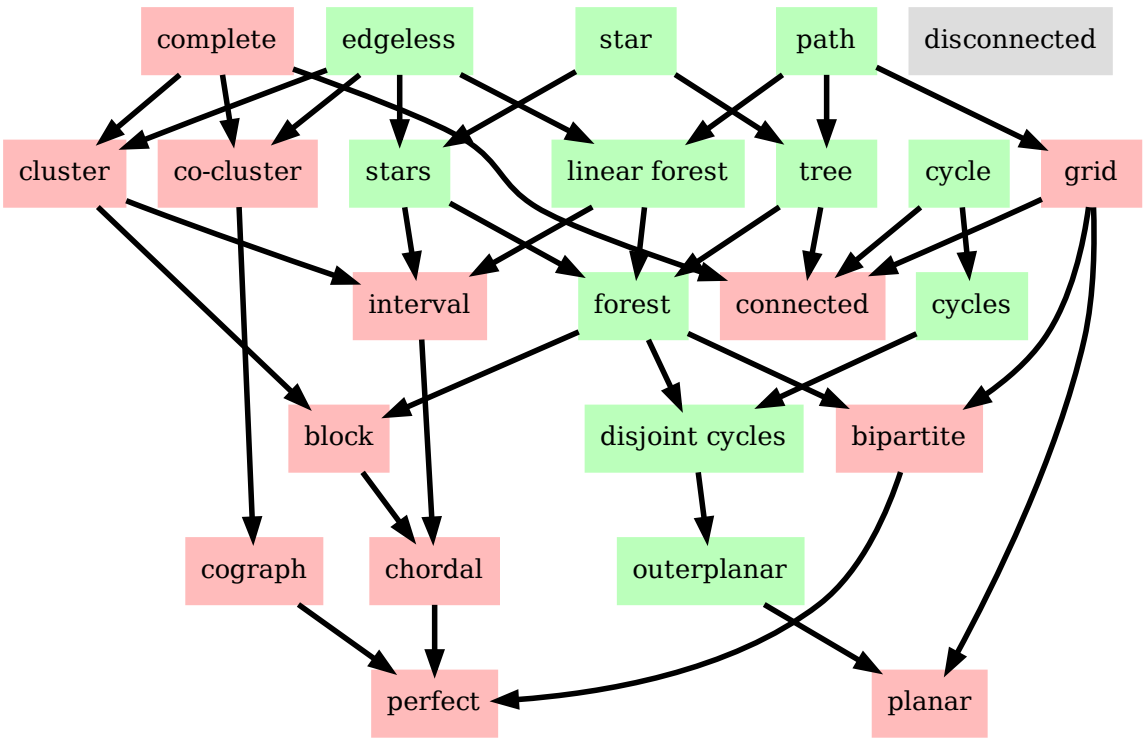 complete
edgeless
star
path
disconnected
cluster
co-cluster
stars
linear forest
tree
cycle
grid
interval
forest
connected
cycles
block
disjoint cycles
bipartite
cograph
chordal
outerplanar
perfect
planar